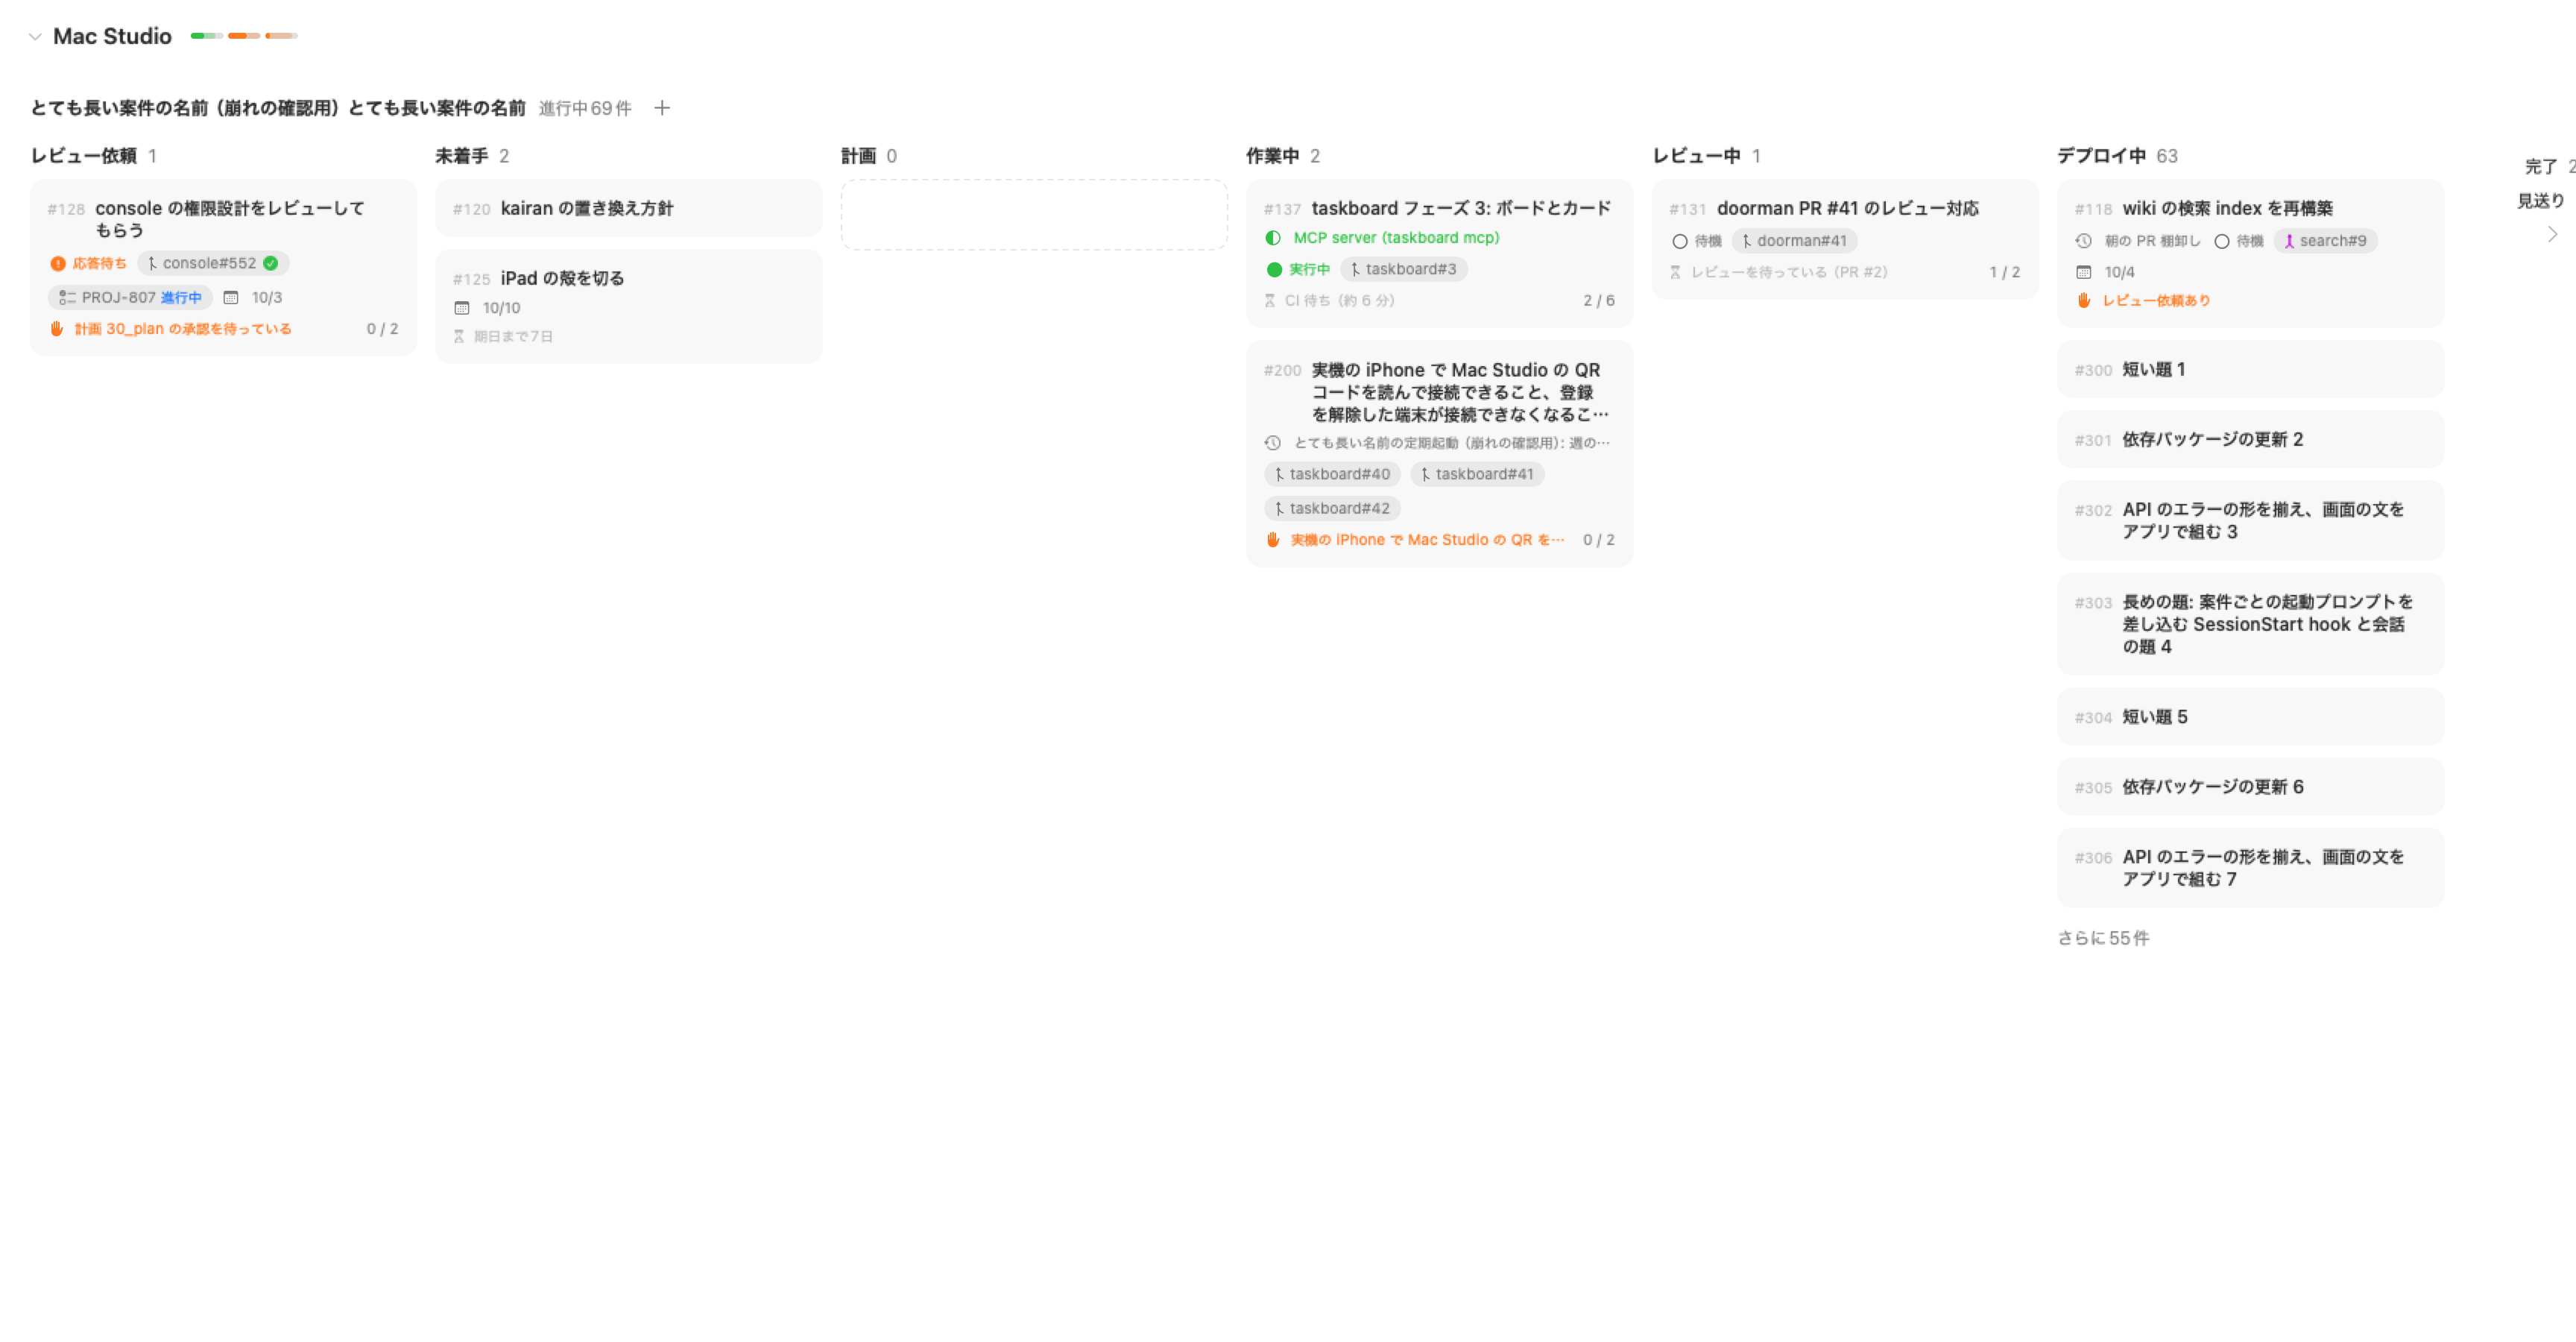 Mac Studio
とても長い案件の名前（崩れの確認用）とても長い案件の名前 進行中69件
レビュー依頼 1
#128 console の権限設計をレビューして
もらう
応答待ち console#552
PROJ-807 進行中 10/3
計画 30_plan の承認を待っている 0 / 2
未着手 2
#120 kairan の置き換え方針
#125 iPad の殻を切る
10/10
期日まで7日
計画 0
作業中 2
#137 taskboard フェーズ 3: ボードとカード
MCP server (taskboard mcp)
実行中 taskboard#3
CI 待ち（約 6 分） 2 / 6
#200 実機の iPhone で Mac Studio の QR
コードを読んで接続できること、登録
を解除した端末が接続できなくなるこ…
とても長い名前の定期起動（崩れの確認用）: 週の…
taskboard#40 taskboard#41
taskboard#42
実機の iPhone で Mac Studio の QR を… 0 / 2
レビュー中 1
#131 doorman PR #41 のレビュー対応
待機 doorman#41
レビューを待っている（PR #2） 1 / 2
デプロイ中 63
#118 wiki の検索 index を再構築
朝の PR 棚卸し 待機 search#9
10/4
レビュー依頼あり
#300 短い題 1
#301 依存パッケージの更新 2
#302 API のエラーの形を揃え、画面の文を
アプリで組む 3
#303 長めの題: 案件ごとの起動プロンプトを
差し込む SessionStart hook と会話
の題 4
#304 短い題 5
#305 依存パッケージの更新 6
#306 API のエラーの形を揃え、画面の文を
アプリで組む 7
さらに55件
完了
見送り